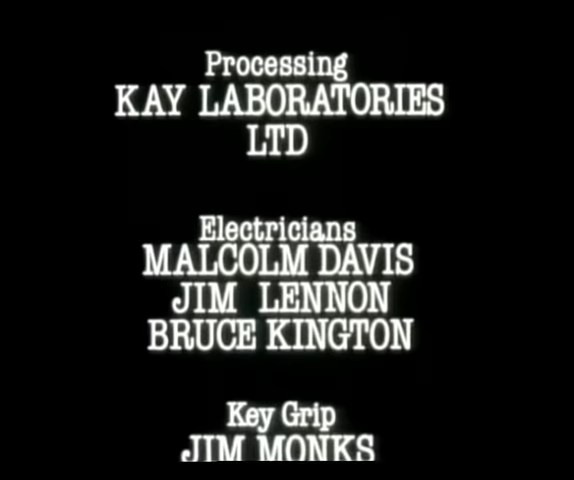 Processing
KAY LABORATORIES
LTD
Electricians
MALCOLM DAVIS
JIM LENNON
BRUCE KINGTON
Key Grip
JIM MONKS